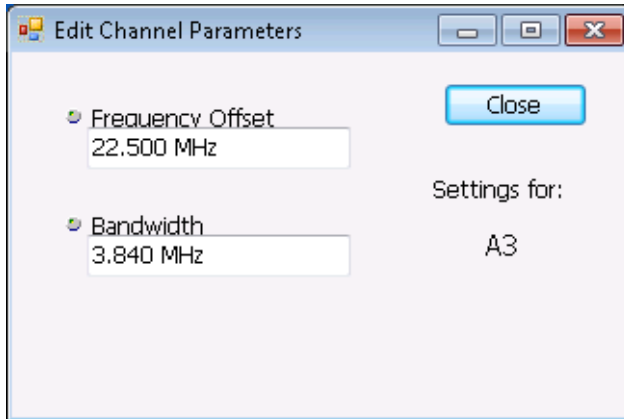 Edit Channel Parameters
Frequency Offset
22.500 MHz
Close
Settings for:
Bandwidth
3.840 MHz
A3